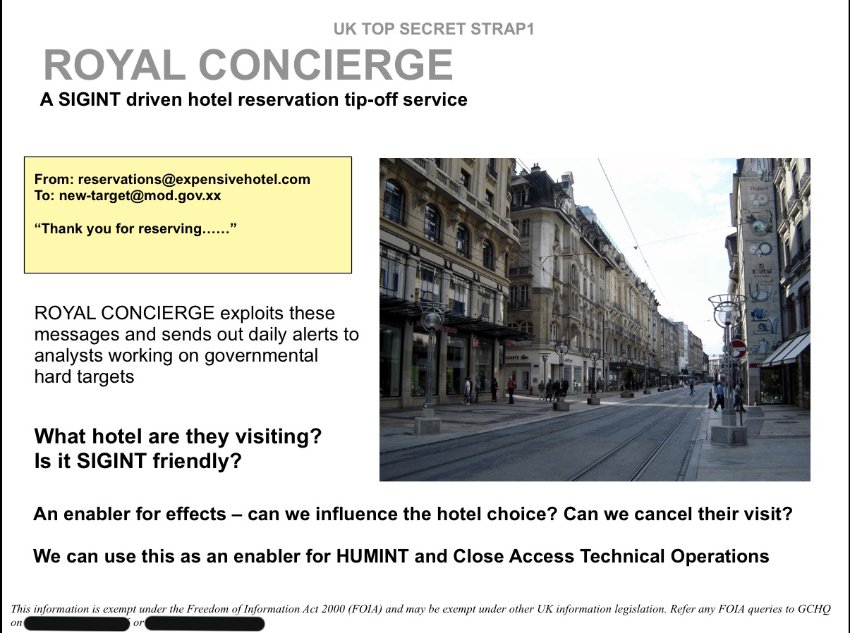 UK TOP SECRET STRAP1
ROYAL CONCIERGE
A SIGINT driven hotel reservation tip-off service
From: reservations@expensivehotel.com
To: new-target@mod.gov.xx
“Thank you for reserving……”
ROYAL CONCIERGE exploits these
messages and sends out daily alerts to
analysts working on governmental
hard targets
What hotel are they visiting?
Is it SIGINT friendly?
An enabler for effects – can we influence the hotel choice? Can we cancel their visit?
We can use this as an enabler for HUMINT and Close Access Technical Operations
This information is exempt under the Freedom of Information Act 2000 (FOIA) and may be exempt under other UK information legislation. Refer any FOIA queries to GCHQ
on or